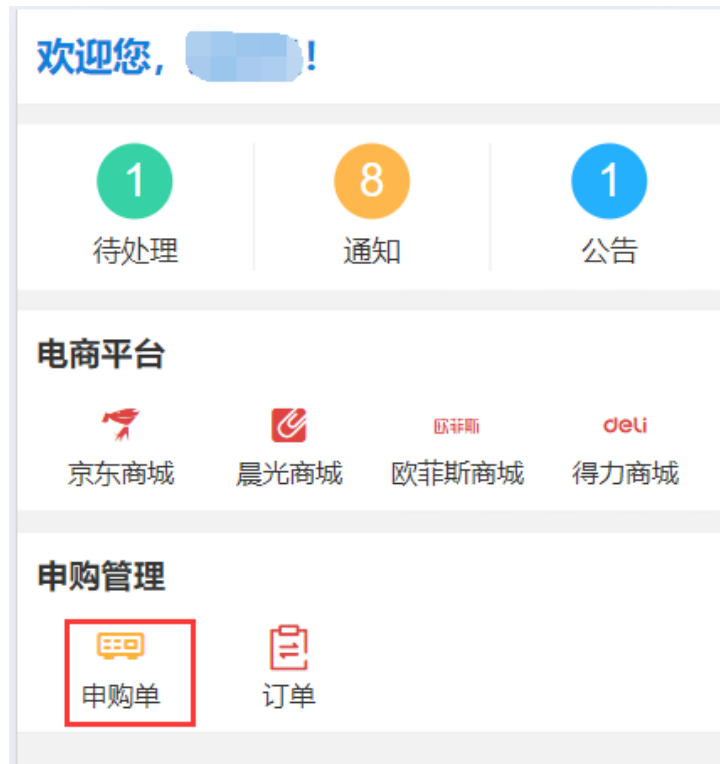 欢迎您, !
1 8 1
待处理 通知 公告
电商平台
欧菲斯 deli
京东商城 晨光商城 欧菲斯商城 得力商城
申购管理
申购单 订单